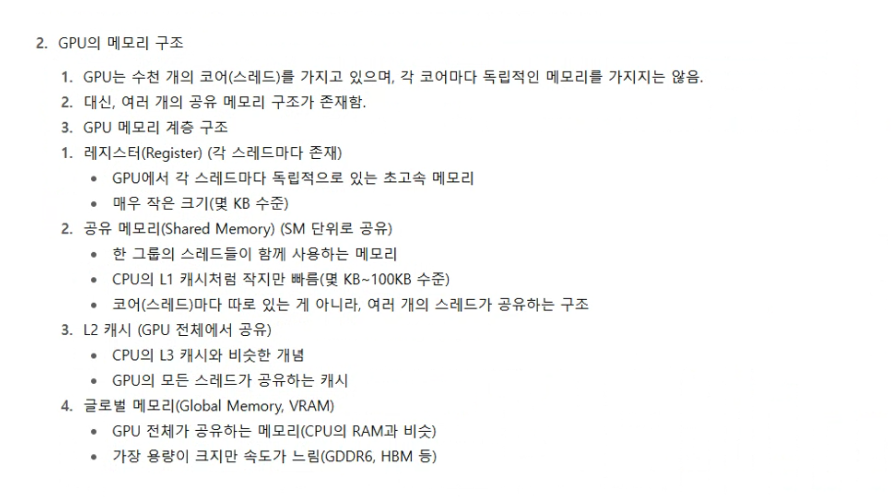 2. GPU의 메모리 구조
1. GPU는 수천 개의 코어(스레드)를 가지고 있으며, 각 코어마다 독립적인 메모리를 가지지는 않음.
2. 대신, 여러 개의 공유 메모리 구조가 존재함.
3. GPU 메모리 계층 구조
1. 레지스터(Register) (각 스레드마다 존재)
• GPU에서 각 스레드마다 독립적으로 있는 초고속 메모리
• 매우 작은 크기(몇 KB 수준)
2. 공유 메모리(Shared Memory) (SM 단위로 공유)
• 한 그룹의 스레드들이 함께 사용하는 메모리
• CPU의 L1 캐시처럼 작지만 빠름(몇 KB~100KB 수준)
• 코어(스레드)마다 따로 있는 게 아니라, 여러 개의 스레드가 공유하는 구조
3. L2 캐시 (GPU 전체에서 공유)
• CPU의 L3 캐시와 비슷한 개념
• GPU의 모든 스레드가 공유하는 캐시
4. 글로벌 메모리(Global Memory, VRAM)
• GPU 전체가 공유하는 메모리(CPU의 RAM과 비슷)
• 가장 용량이 크지만 속도가 느림(GDDR6, HBM 등)